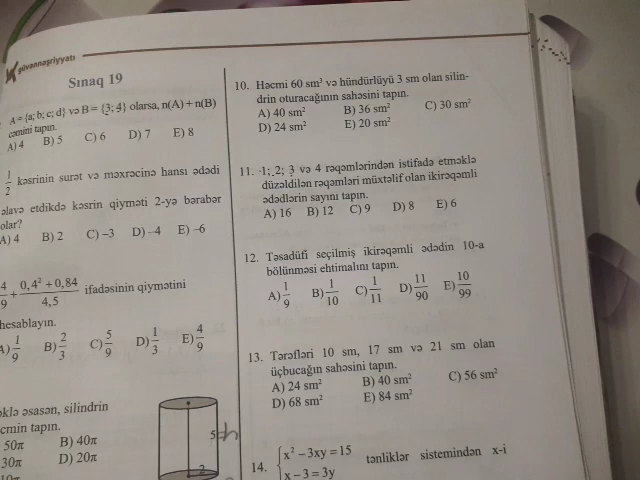 güvənnəşriyyatı
Sınaq 19
A = {a; b; c; d} və B = {3; 4} olarsa, n(A) + n(B)
cəmini tapın.
A) 4 B) 5 C) 6 D) 7 E) 8
1/2 kəsrinin surət və məxrəcinə hansı ədədi
əlavə etdikdə kəsrin qiyməti 2-yə bərabər
olar?
A) 4 B) 2 C) –3 D) –4 E) –6
4/9 + (0,4² + 0,84)/4,5 ifadəsinin qiymətini
hesablayın.
A) 1/9 B) 2/3 C) 5/9 D) 1/3 E) 4/9
əsasən, silindrin
tapın.
50π B) 40π
30π D) 20π
5
h
2
10. Həcmi 60 sm³ və hündürlüyü 3 sm olan silin-
drin oturacağının sahəsini tapın.
A) 40 sm² B) 36 sm² C) 30 sm²
D) 24 sm² E) 20 sm²
11. 1; 2; 3 və 4 rəqəmlərindən istifadə etməklə
düzəldilən rəqəmləri müxtəlif olan ikirəqəmli
ədədlərin sayını tapın.
A) 16 B) 12 C) 9 D) 8 E) 6
12. Təsadüfi seçilmiş ikirəqəmli ədədin 10-a
bölünməsi ehtimalını tapın.
A) 1/9 B) 1/10 C) 1/11 D) 11/90 E) 10/99
13. Tərəfləri 10 sm, 17 sm və 21 sm olan
üçbucağın sahəsini tapın.
A) 24 sm² B) 40 sm² C) 56 sm²
D) 68 sm² E) 84 sm²
14. { x² – 3xy = 15 tənliklər sistemindən x-i
x – 3 = 3y